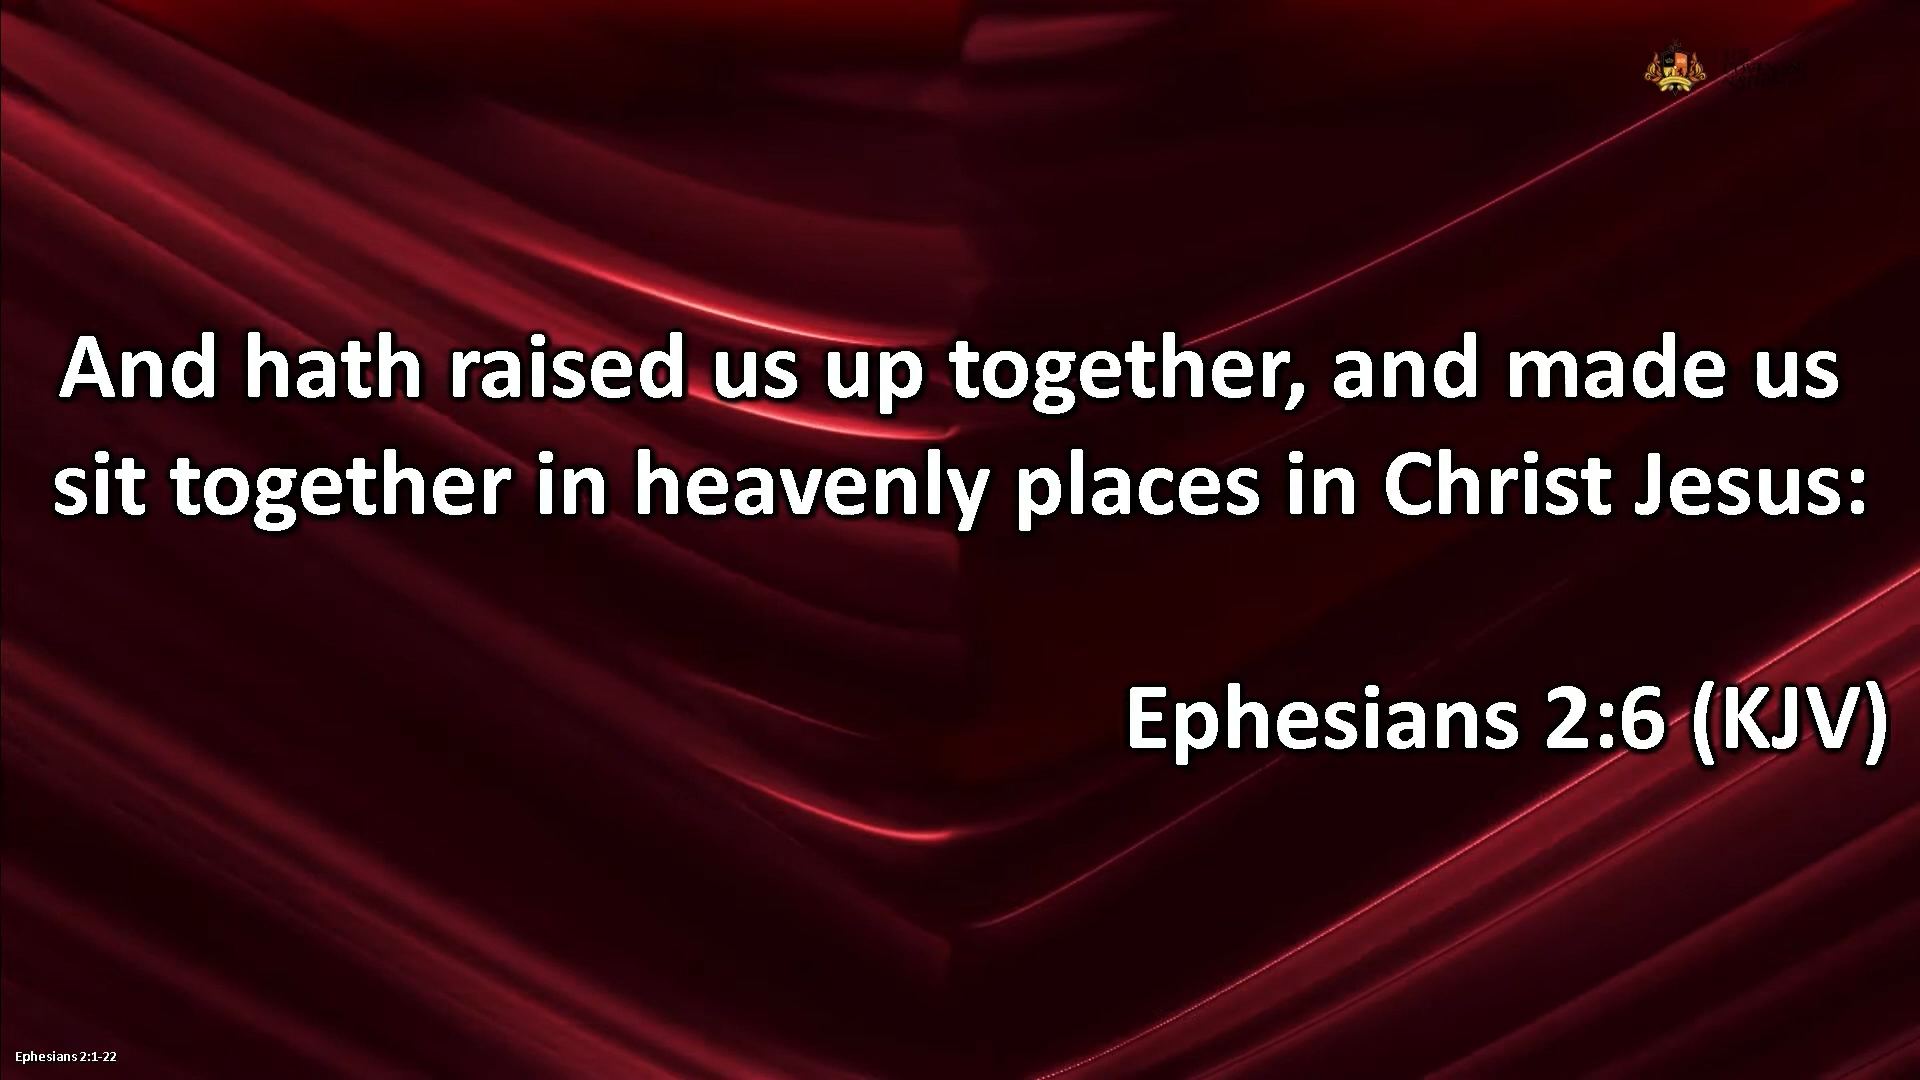 And hath raised us up together, and made us
sit together in heavenly places in Christ Jesus:
Ephesians 2:6 (KJV)
Ephesians 2:1-22